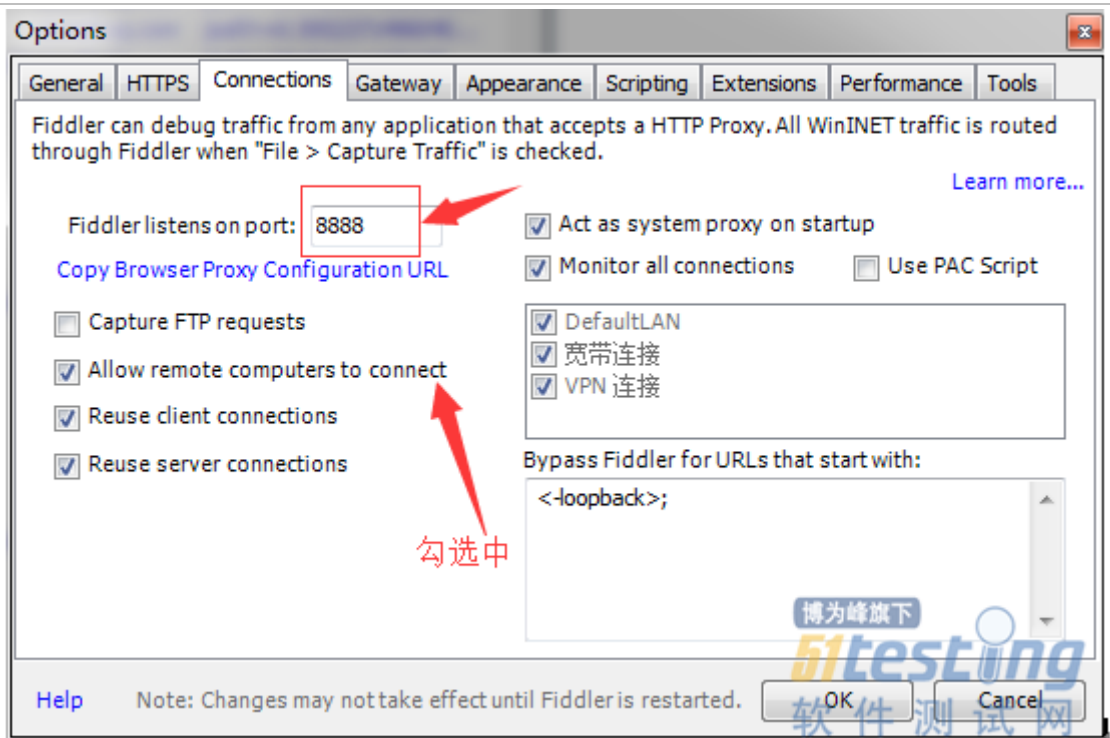 Options
General HTTPS Connections Gateway Appearance Scripting Extensions Performance Tools
Fiddler can debug traffic from any application that accepts a HTTP Proxy. All WinINET traffic is routed
through Fiddler when "File > Capture Traffic" is checked.
Learn more...
Fiddler listens on port: 8888
Act as system proxy on startup
Copy Browser Proxy Configuration URL
Monitor all connections
Use PAC Script
Capture FTP requests
Allow remote computers to connect
Reuse client connections
Reuse server connections
DefaultLAN
宽带连接
VPN 连接
Bypass Fiddler for URLs that start with:
<-loopback>;
勾选中
博为峰旗下
51testing
软件测试网
Help
Note: Changes may not take effect until Fiddler is restarted.
OK
Cancel